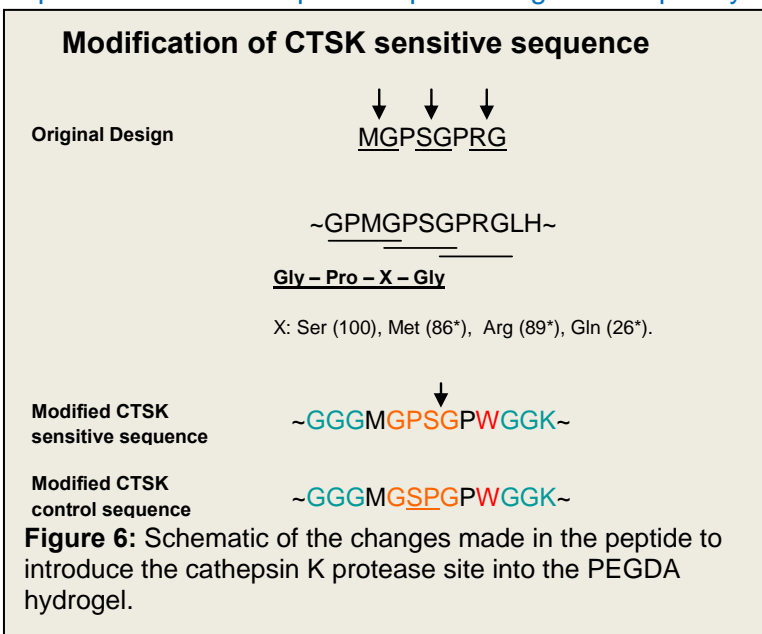 Modification of CTSK sensitive sequence
Original Design
MGPSGPRG
~GPMGPSGPRGLH~
Gly – Pro – X – Gly
X: Ser (100), Met (86*), Arg (89*), Gln (26*).
Modified CTSK
sensitive sequence
~GGGMGPSGPWGGK~
Modified CTSK
control sequence
~GGGMGSPGPWGGK~
Figure 6: Schematic of the changes made in the peptide to
introduce the cathepsin K protease site into the PEGDA
hydrogel.